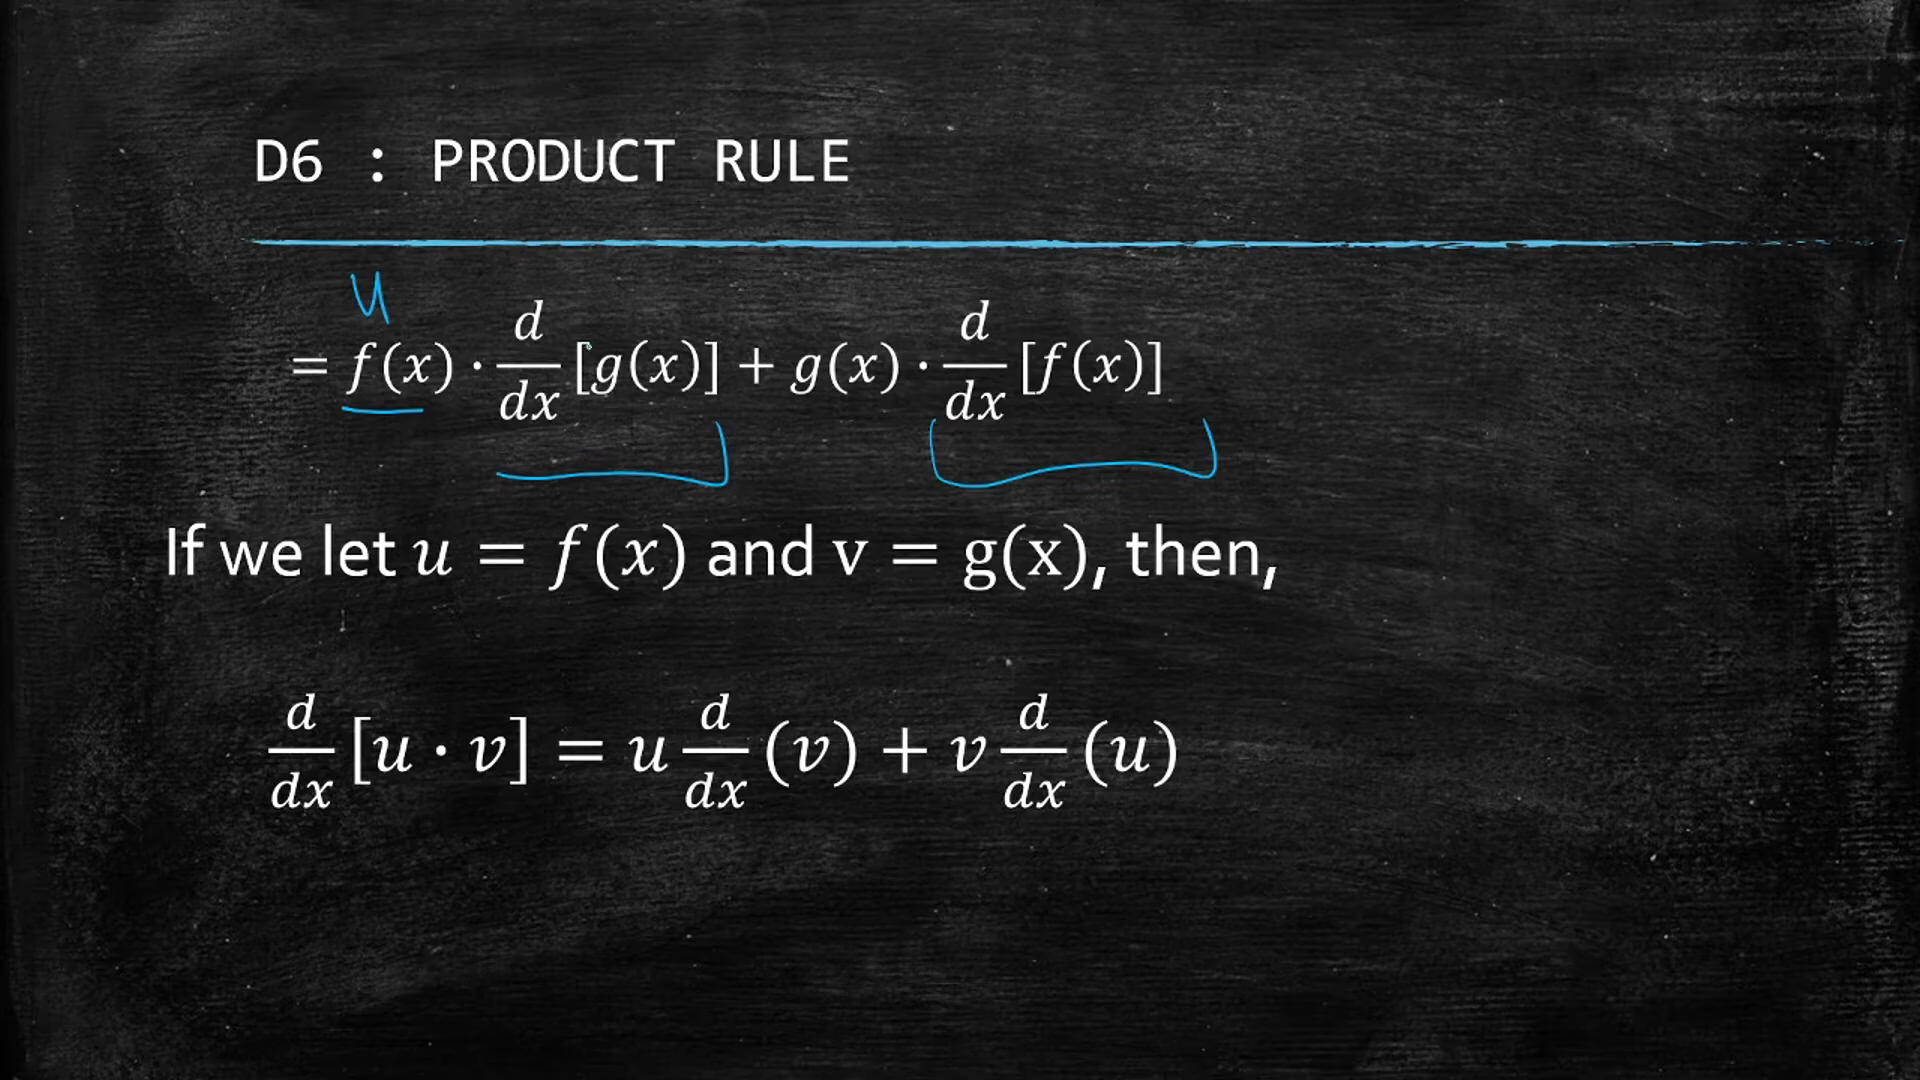 D6 : PRODUCT RULE
u
= f(x) · d/dx [g(x)] + g(x) · d/dx [f(x)]
If we let u = f(x) and v = g(x), then,
d/dx [u · v] = u d/dx (v) + v d/dx (u)